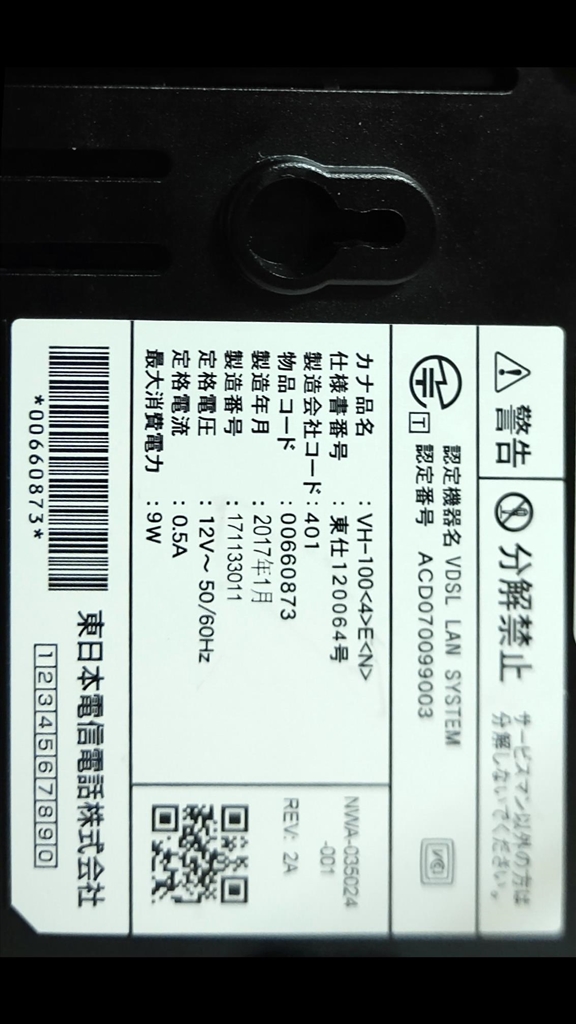 警告
分解禁止
サービスマン以外の方は
分解しないでください。
T
認定機器名 VDSL LAN SYSTEM
認定番号 ACD070099003
VCI
カナ品名 : VH-100<4>E<N>
仕様書番号 : 東仕120064号
製造会社コード : 401
物品コード : 00660873
製造年月 : 2017年1月
製造番号 : 171133011
定格電圧 : 12V～ 50/60Hz
定格電流 : 0.5A
最大消費電力 : 9W
NWA-035024
-001
REV. 2A
*00660873*
東日本電信電話株式会社
1234567890